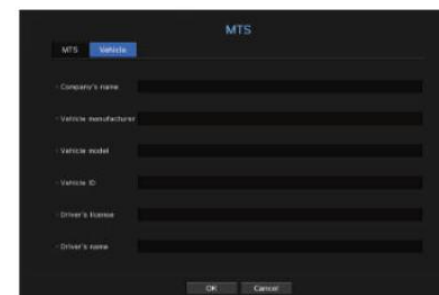 MTS
MTS Vehicle
- Company's name
- Vehicle manufacturer
- Vehicle model
- Vehicle ID
- Driver's license
- Driver's name
OK Cancel